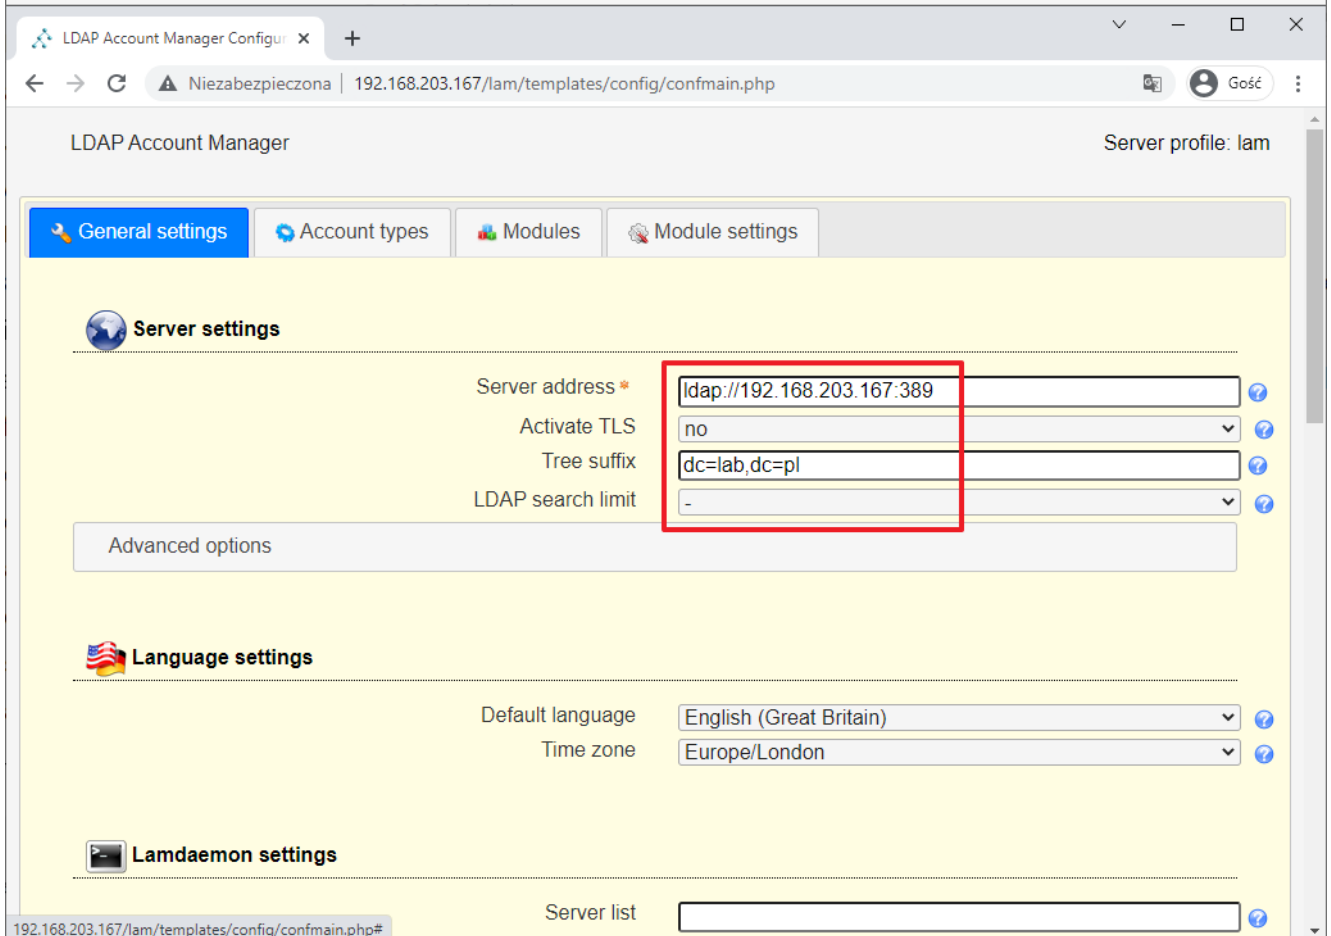 LDAP Account Manager Configur
Niezabezpieczona | 192.168.203.167/lam/templates/config/confmain.php
Gość
LDAP Account Manager
Server profile: lam
General settings
Account types
Modules
Module settings
Server settings
Server address *
ldap://192.168.203.167:389
Activate TLS
no
Tree suffix
dc=lab,dc=pl
LDAP search limit
-
Advanced options
Language settings
Default language
English (Great Britain)
Time zone
Europe/London
Lamdaemon settings
Server list
192.168.203.167/lam/templates/config/confmain.php#